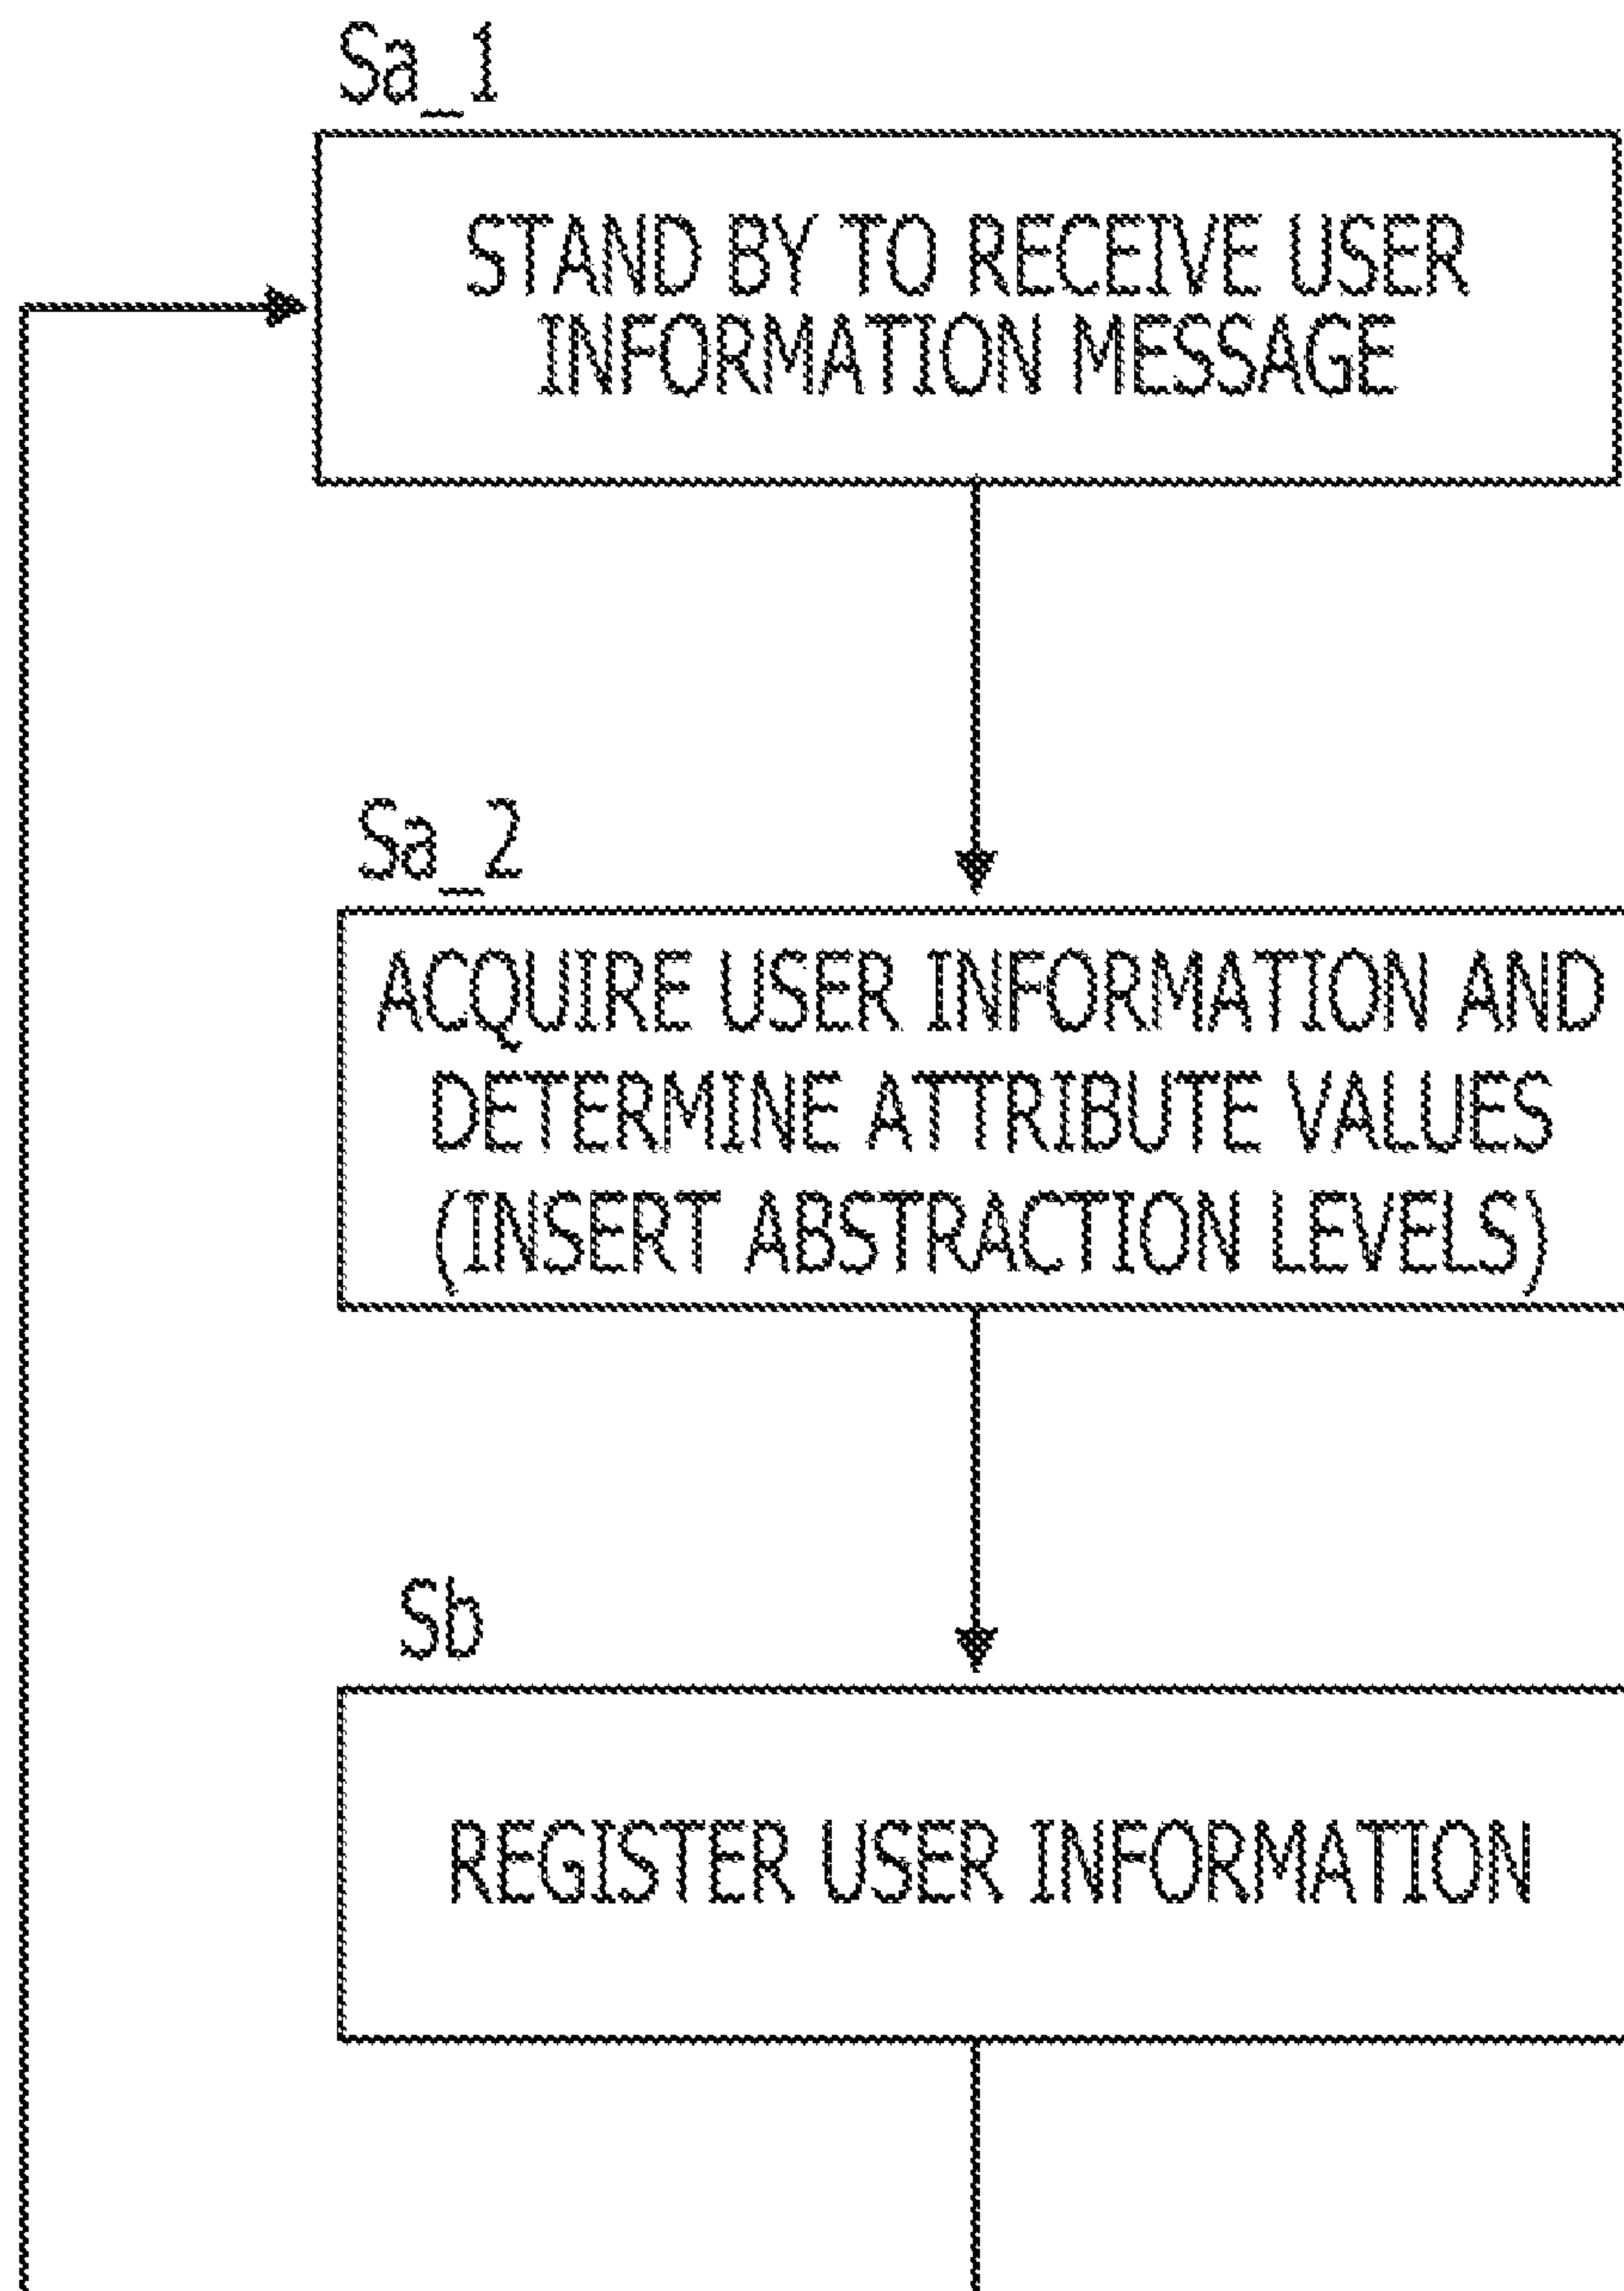 Sa_1
STAND BY TO RECEIVE USER
INFORMATION MESSAGE
Sa_2
ACQUIRE USER INFORMATION AND
DETERMINE ATTRIBUTE VALUES
(INSERT ABSTRACTION LEVELS)
Sb
REGISTER USER INFORMATION